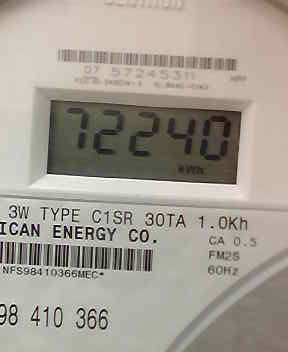 07 57245311
72240
kWh
3W TYPE C1SR 30TA 1.0Kh
ICAN ENERGY CO.
CA 0.5
FM2S
60Hz
NFS98410366MEC*
98 410 366